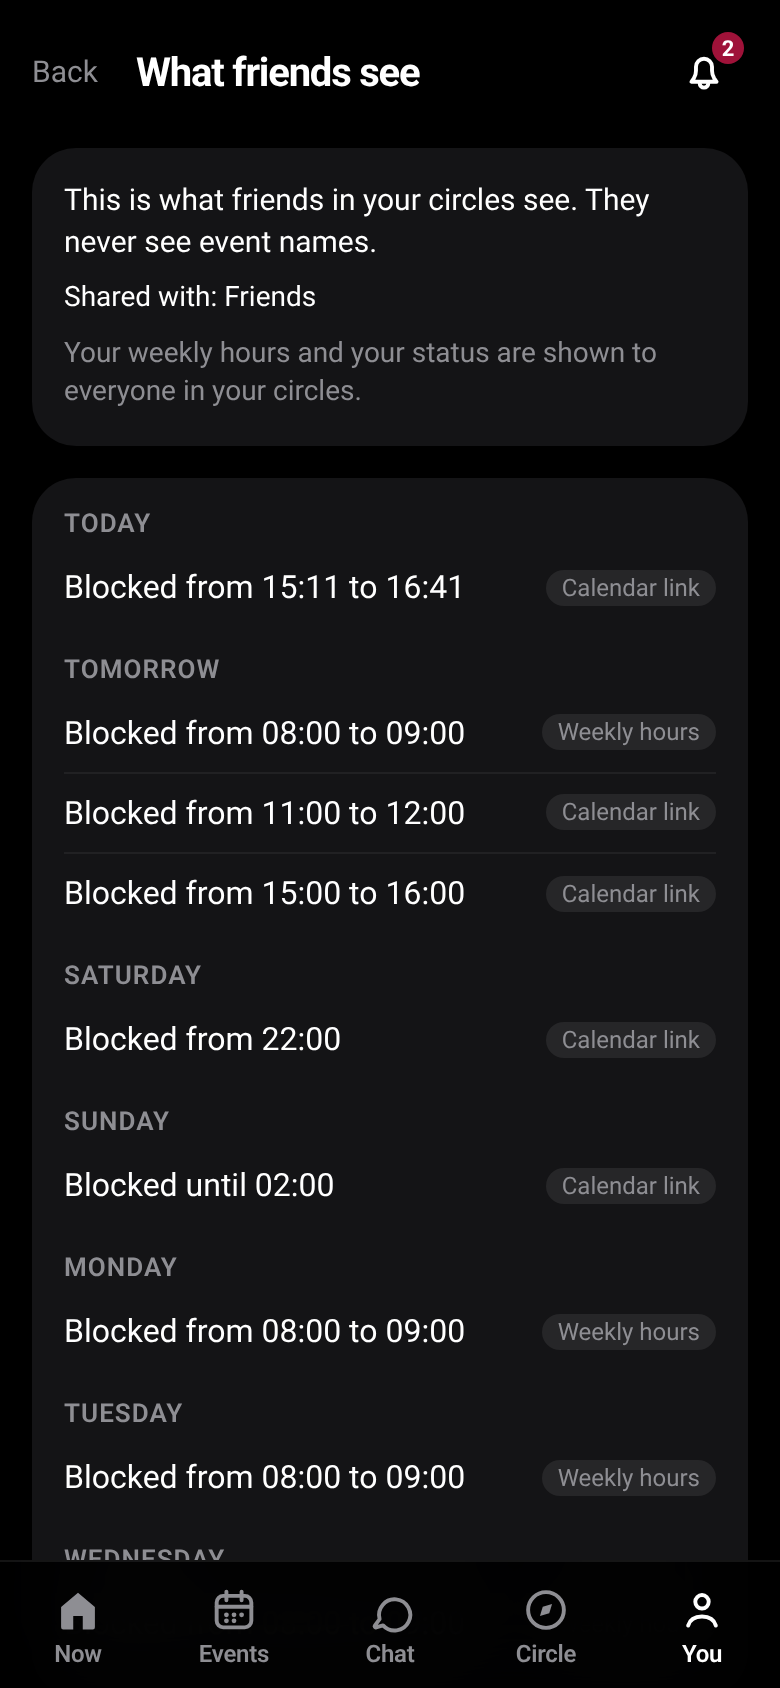 Back
What friends see
2
This is what friends in your circles see. They
never see event names.
Shared with: Friends
Your weekly hours and your status are shown to
everyone in your circles.
TODAY
Blocked from 15:11 to 16:41
Calendar link
TOMORROW
Blocked from 08:00 to 09:00
Weekly hours
Blocked from 11:00 to 12:00
Calendar link
Blocked from 15:00 to 16:00
Calendar link
SATURDAY
Blocked from 22:00
Calendar link
SUNDAY
Blocked until 02:00
Calendar link
MONDAY
Blocked from 08:00 to 09:00
Weekly hours
TUESDAY
Blocked from 08:00 to 09:00
Weekly hours
WEDNESDAY
Now
Events
Chat
Circle
You